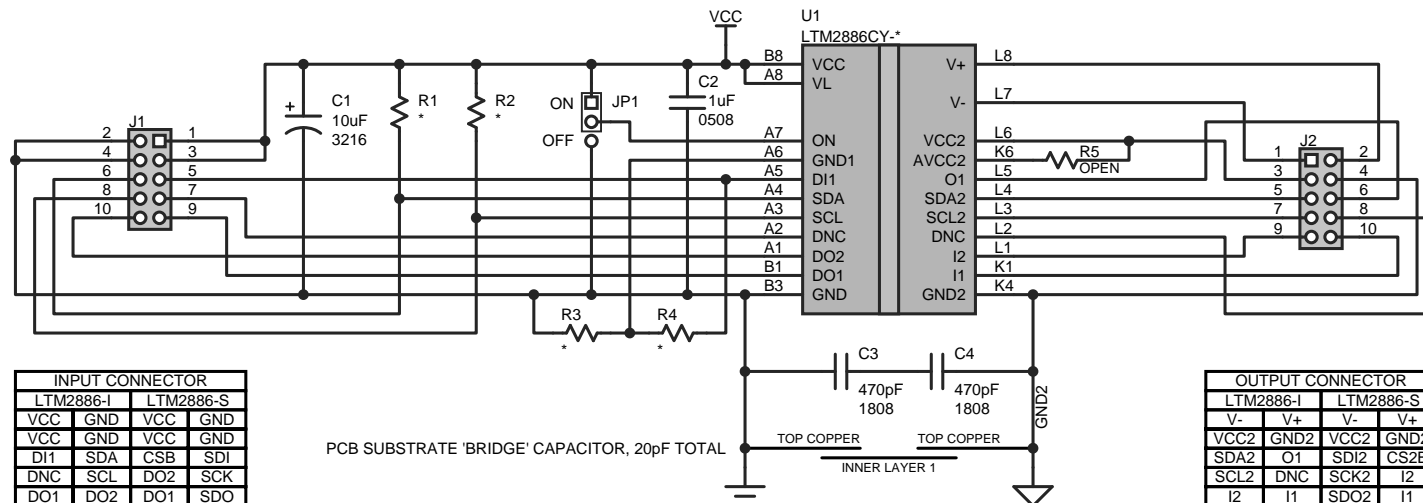 VCC
U1
LTM2886CY-*
B8 VCC V+ L8
A8 VL
V- L7
A7 ON VCC2 L6
A6 GND1 AVCC2 K6
A5 DI1 O1 L5
A4 SDA SDA2 L4
A3 SCL SCL2 L3
A2 DNC DNC L2
A1 DO2 I2 L1
B1 DO1 I1 K1
B3 GND GND2 K4
+ C1
10uF
3216
R1
*
R2
*
ON JP1
OFF
C2
1uF
0508
J1
2 1
4 3
6 5
8 7
10 9
R5
OPEN
J2
1 2
3 4
5 6
7 8
9 10
R3
*
R4
*
C3
470pF
1808
C4
470pF
1808
GND2
PCB SUBSTRATE 'BRIDGE' CAPACITOR, 20pF TOTAL
TOP COPPER TOP COPPER
INNER LAYER 1
INPUT CONNECTOR
LTM2886-I LTM2886-S
VCC GND VCC GND
VCC GND VCC GND
DI1 SDA CSB SDI
DNC SCL DO2 SCK
DO1 DO2 DO1 SDO
OUTPUT CONNECTOR
LTM2886-I LTM2886-S
V- V+ V- V+
VCC2 GND2 VCC2 GND2
SDA2 O1 SDI2
SCL2 DNC SCK2 I2
I2 I1 SDO2 I1